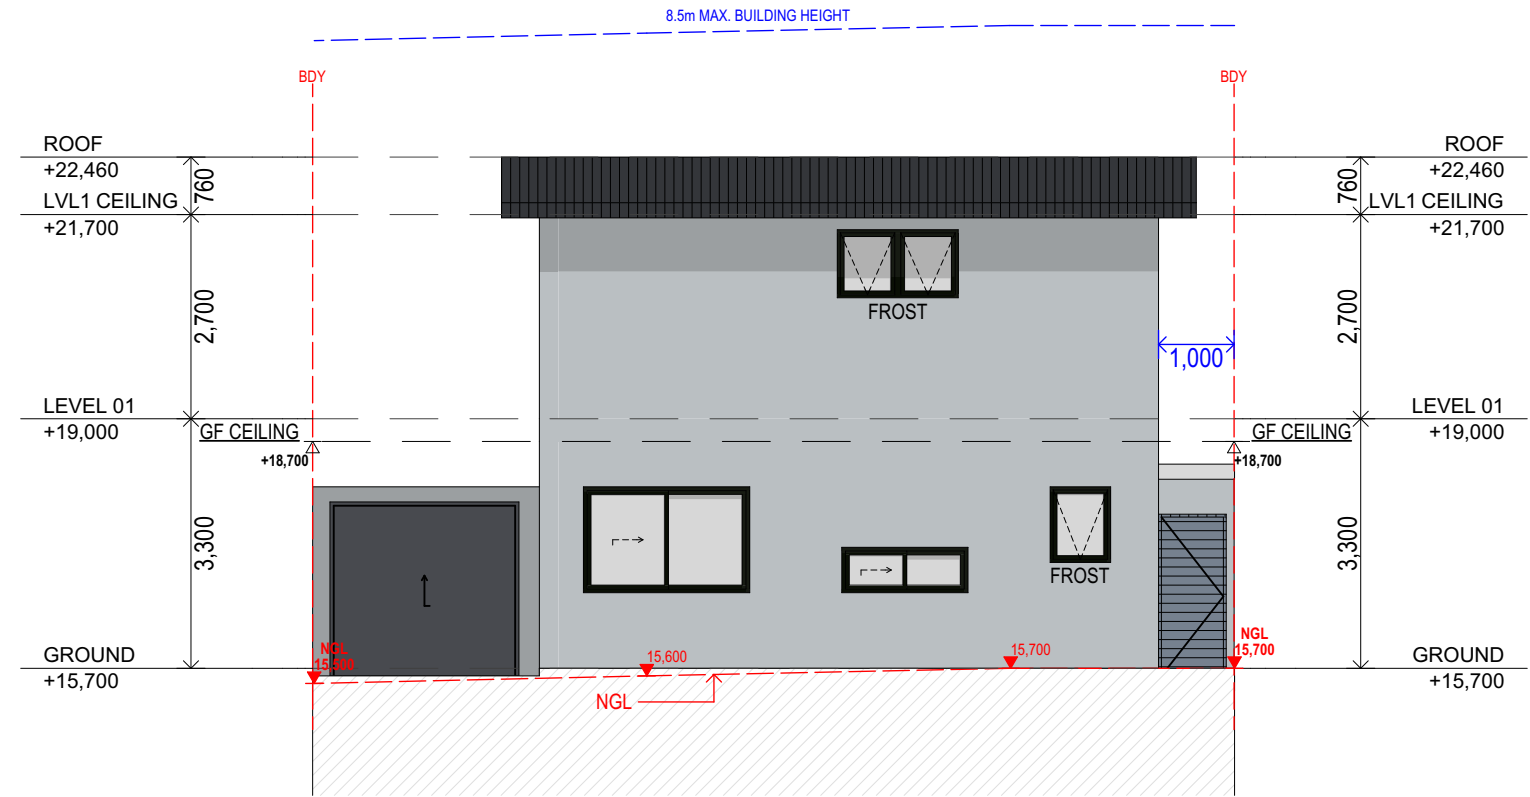 8.5m MAX. BUILDING HEIGHT
BDY
BDY
ROOF
+22,460
760
LVL1 CEILING
+21,700
2,700
LEVEL 01
+19,000
GF CEILING
+18,700
3,300
GROUND
+15,700
FROST
1,000
FROST
NGL
15,500
15,600
NGL
15,700
NGL
15,700
ROOF
+22,460
760
LVL1 CEILING
+21,700
2,700
LEVEL 01
+19,000
GF CEILING
+18,700
3,300
GROUND
+15,700